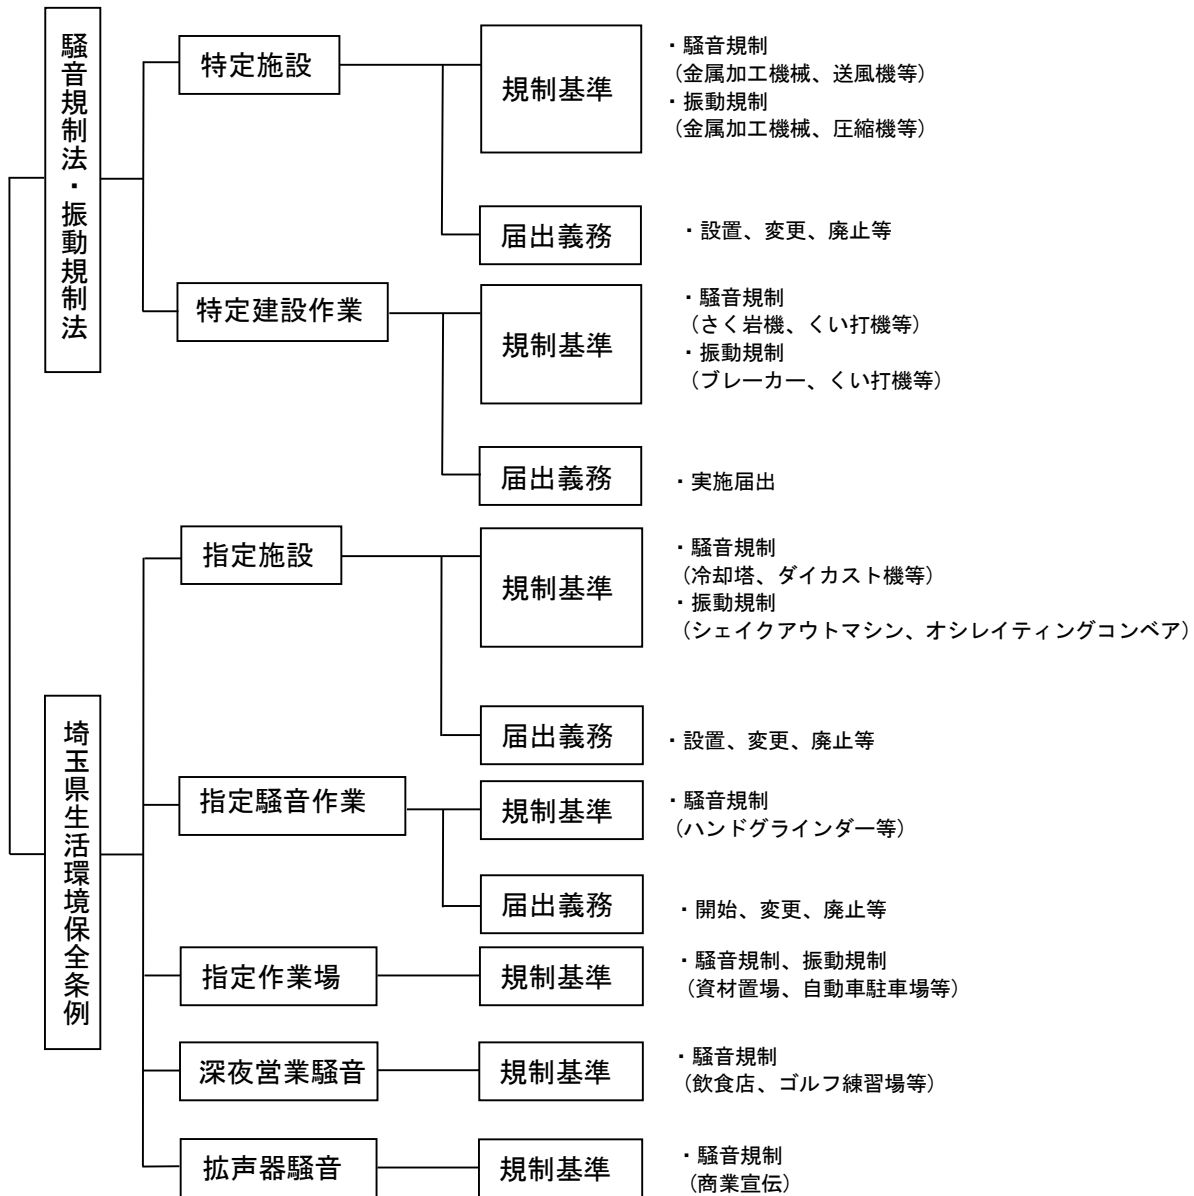 騒音規制法・振動規制法
特定施設
規制基準
・騒音規制
(金属加工機械、送風機等)
・振動規制
(金属加工機械、圧縮機等)
届出義務
・設置、変更、廃止等
特定建設作業
規制基準
・騒音規制
(さく岩機、くい打機等)
・振動規制
(ブレーカー、くい打機等)
届出義務
・実施届出
埼玉県生活環境保全条例
指定施設
規制基準
・騒音規制
(冷却塔、ダイカスト機等)
・振動規制
(シェイクアウトマシン、オシレイティングコンベア)
届出義務
・設置、変更、廃止等
指定騒音作業
規制基準
・騒音規制
(ハンドグラインダー等)
届出義務
・開始、変更、廃止等
指定作業場
規制基準
・騒音規制、振動規制
(資材置場、自動車駐車場等)
深夜営業騒音
規制基準
・騒音規制
(飲食店、ゴルフ練習場等)
拡声器騒音
規制基準
・騒音規制
(商業宣伝)